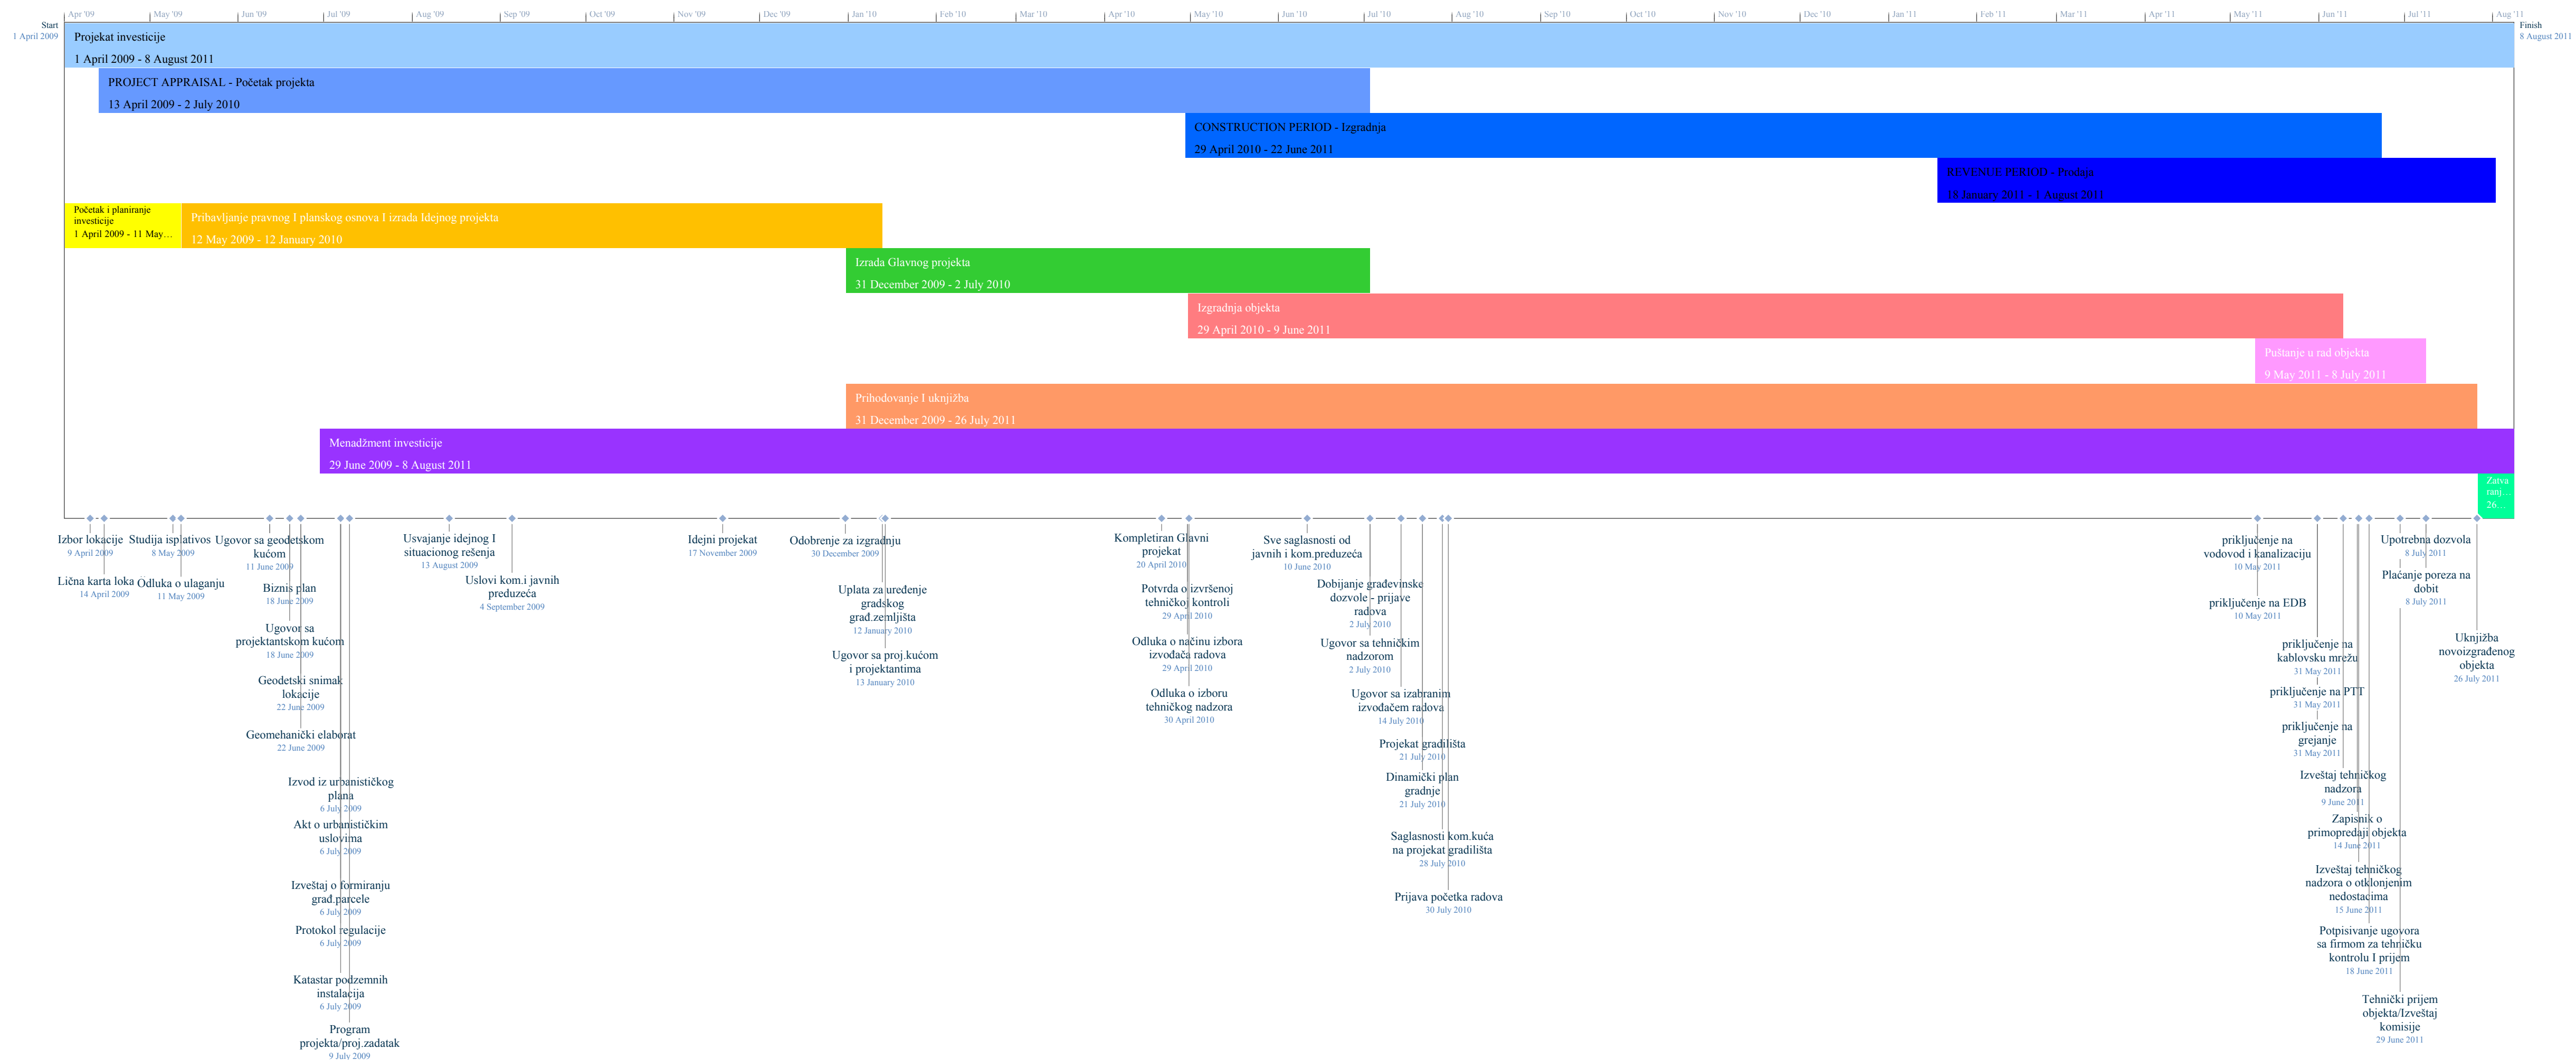 Apr '09 May '09 Jun '09 Jul '09 Aug '09 Sep '09 Oct '09 Nov '09 Dec '09 Jan '10 Feb '10 Mar '10 Apr '10 May '10 Jun '10 Jul '10 Aug '10 Sep '10 Oct '10 Nov '10 Dec '10 Jan '11 Feb '11 Mar '11 Apr '11 May '11 Jun '11 Jul '11 Aug '11
Start
1 April 2009
Finish
8 August 2011
Projekat investicije
1 April 2009 - 8 August 2011
PROJECT APPRAISAL - Početak projekta
13 April 2009 - 2 July 2010
CONSTRUCTION PERIOD - Izgradnja
29 April 2010 - 22 June 2011
REVENUE PERIOD - Prodaja
18 January 2011 - 1 August 2011
Početak i planiranje
investicije
1 April 2009 - 11 May…
Pribavljanje pravnog I planskog osnova I izrada Idejnog projekta
12 May 2009 - 12 January 2010
Izrada Glavnog projekta
31 December 2009 - 2 July 2010
Izgradnja objekta
29 April 2010 - 9 June 2011
Puštanje u rad objekta
9 May 2011 - 8 July 2011
Prihodovanje I uknjižba
31 December 2009 - 26 July 2011
Menadžment investicije
29 June 2009 - 8 August 2011
Zatva
ranj…
26…
Izbor lokacije
9 April 2009
Lična karta loka
14 April 2009
Studija isplativos
8 May 2009
Odluka o ulaganju
11 May 2009
Ugovor sa geodetskom
kućom
11 June 2009
Biznis plan
18 June 2009
Ugovor sa
projektantskom kućom
18 June 2009
Geodetski snimak
lokacije
22 June 2009
Geomehanički elaborat
22 June 2009
Izvod iz urbanističkog
plana
6 July 2009
Akt o urbanističkim
uslovima
6 July 2009
Izveštaj o formiranju
građ.parcele
6 July 2009
Protokol regulacije
6 July 2009
Katastar podzemnih
instalacija
6 July 2009
Program
projekta/proj.zadatak
9 July 2009
Usvajanje idejnog I
situacionog rešenja
13 August 2009
Uslovi kom.i javnih
preduzeća
4 September 2009
Idejni projekat
17 November 2009
Odobrenje za izgradnju
30 December 2009
Uplata za uređenje
gradskog
građ.zemljišta
12 January 2010
Ugovor sa proj.kućom
i projektantima
13 January 2010
Kompletiran Glavni
projekat
20 April 2010
Potvrda o izvršenoj
tehničkoj kontroli
29 April 2010
Odluka o načinu izbora
izvođača radova
29 April 2010
Odluka o izboru
tehničkog nadzora
30 April 2010
Sve saglasnosti od
javnih i kom.preduzeća
10 June 2010
Dobijanje građevinske
dozvole - prijave
radova
2 July 2010
Ugovor sa tehničkim
nadzorom
2 July 2010
Ugovor sa izabranim
izvođačem radova
14 July 2010
Projekat gradilišta
21 July 2010
Dinamički plan
gradnje
21 July 2010
Saglasnosti kom.kuća
na projekat gradilišta
28 July 2010
Prijava početka radova
30 July 2010
priključenje na
vodovod i kanalizaciju
10 May 2011
priključenje na EDB
10 May 2011
priključenje na
kablovsku mrežu
31 May 2011
priključenje na PTT
31 May 2011
priključenje na
grejanje
31 May 2011
Izveštaj tehničkog
nadzora
9 June 2011
Zapisnik o
primopredaji objekta
14 June 2011
Izveštaj tehničkog
nadzora o otklonjenim
nedostacima
15 June 2011
Potpisivanje ugovora
sa firmom za tehničku
kontrolu I prijem
18 June 2011
Tehnički prijem
objekta/Izveštaj
komisije
29 June 2011
Upotrebna dozvola
8 July 2011
Plaćanje poreza na
dobit
8 July 2011
Uknjižba
novoizgrađenog
objekta
26 July 2011